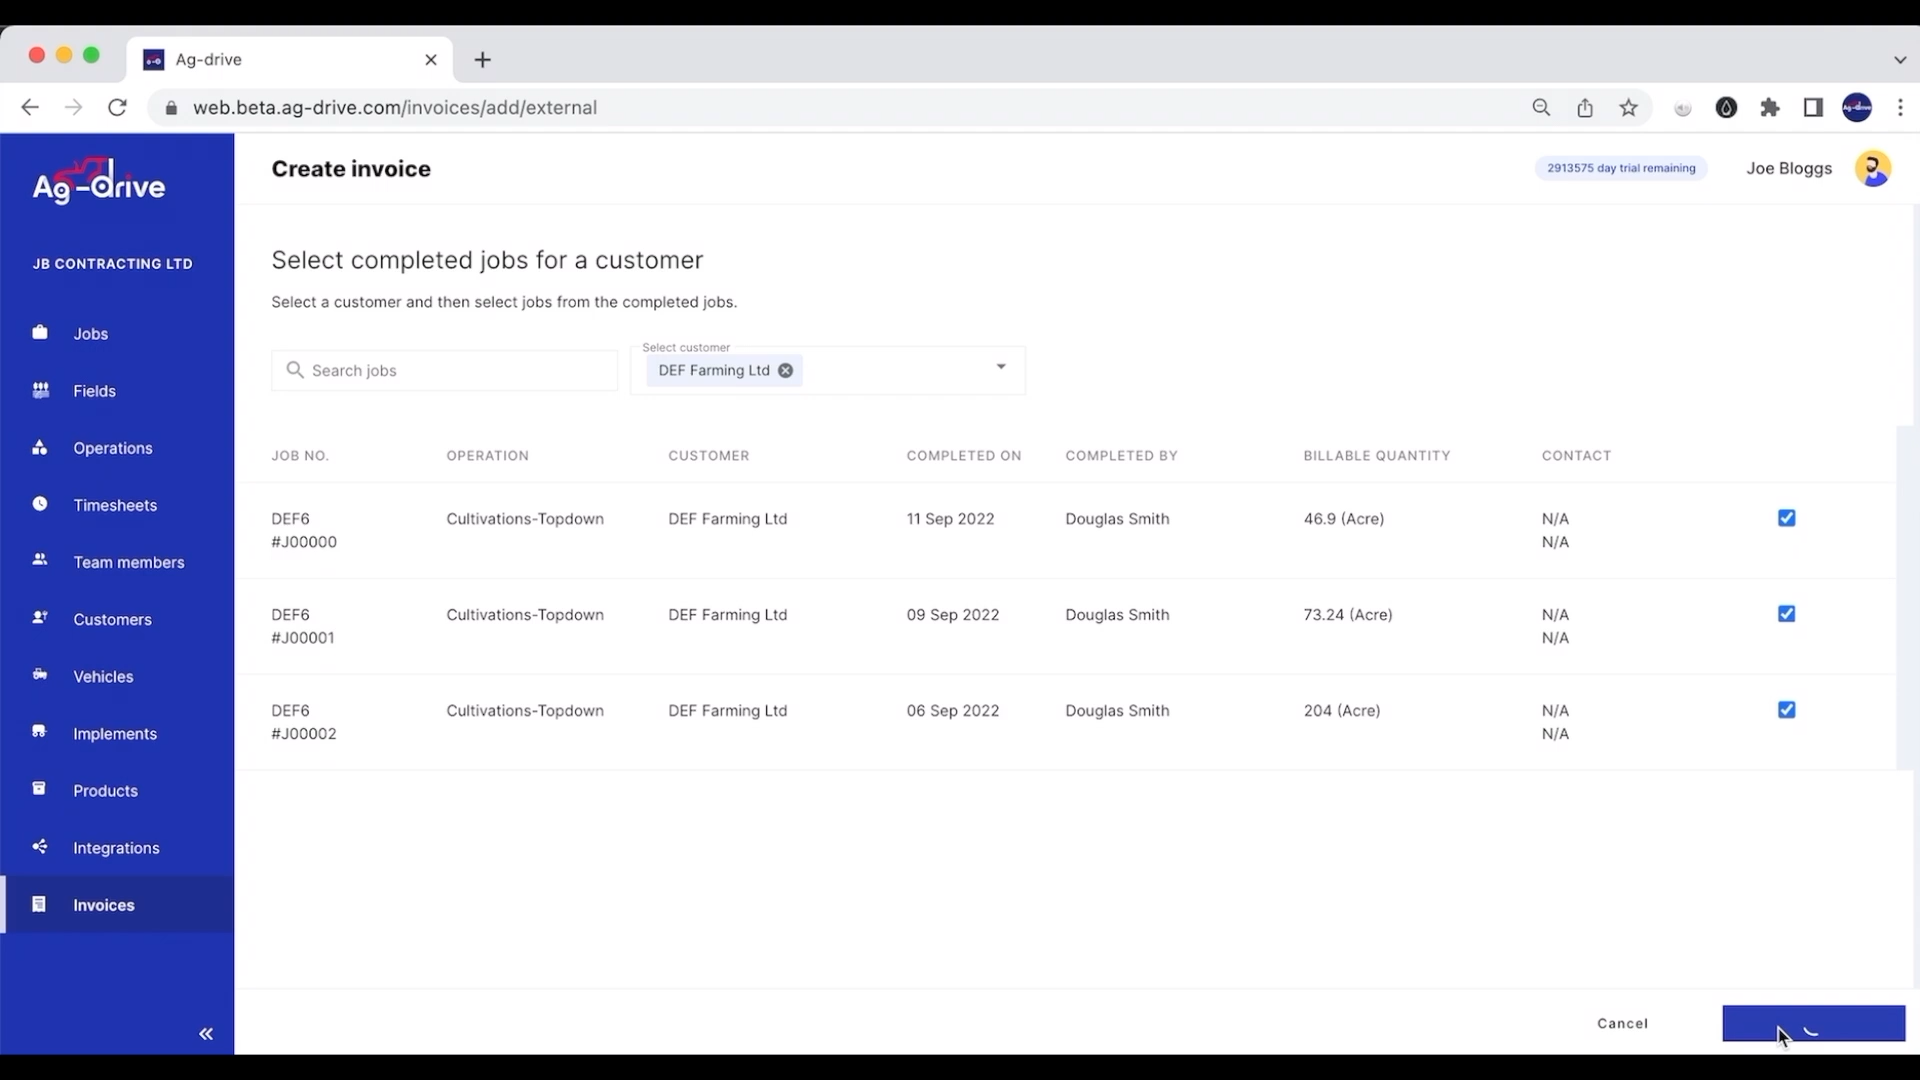 Ag-drive
web.beta.ag-drive.com/invoices/add/external
Ag-drive
Create invoice
2913575 day trial remaining
Joe Bloggs
JB CONTRACTING LTD
Jobs
Fields
Operations
Timesheets
Team members
Customers
Vehicles
Implements
Products
Integrations
Invoices
Select completed jobs for a customer
Select a customer and then select jobs from the completed jobs.
Search jobs
Select customer
DEF Farming Ltd
JOB NO. OPERATION CUSTOMER COMPLETED ON COMPLETED BY BILLABLE QUANTITY CONTACT
DEF6 Cultivations-Topdown DEF Farming Ltd 11 Sep 2022 Douglas Smith 46.9 (Acre) N/A
#J00000 N/A
DEF6 Cultivations-Topdown DEF Farming Ltd 09 Sep 2022 Douglas Smith 73.24 (Acre) N/A
#J00001 N/A
DEF6 Cultivations-Topdown DEF Farming Ltd 06 Sep 2022 Douglas Smith 204 (Acre) N/A
#J00002 N/A
Cancel